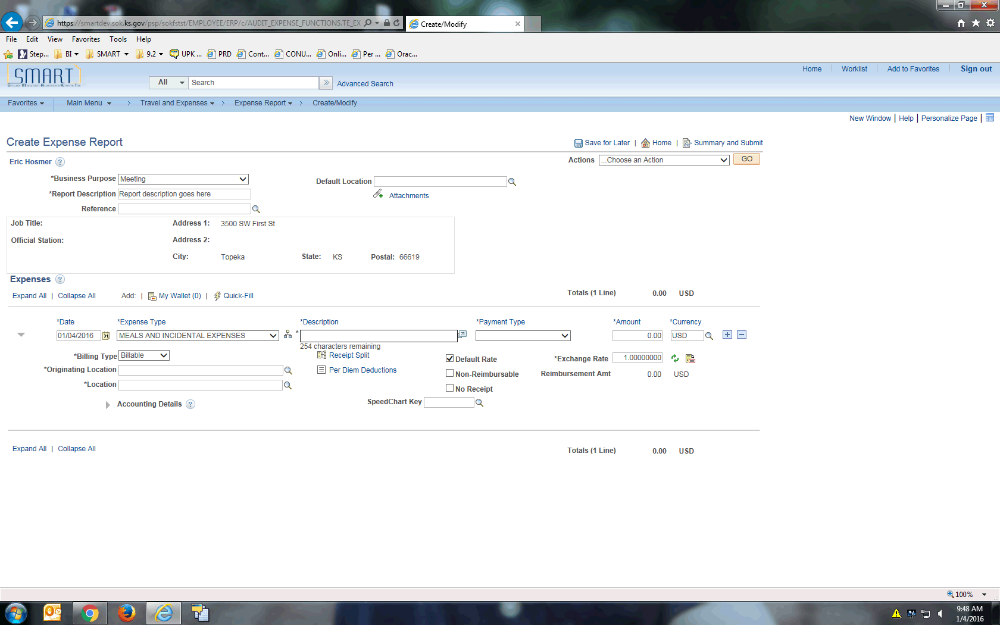 https://smartdev.sok.ks.gov/psp/sokfstst/EMPLOYEE/ERP/c/AUDIT_EXPENSE_FUNCTIONS.TE_EX
Create/Modify
File Edit View Favorites Tools Help
Step... BI SMART 9.2 UPK ... PRD Cont... CONU... Onli... Per ... Orac...
SMART
Home Worklist Add to Favorites Sign out
All Search Advanced Search
Favorites Main Menu > Travel and Expenses > Expense Report > Create/Modify
New Window | Help | Personalize Page |
Create Expense Report
Save for Later | Home | Summary and Submit
Eric Hosmer ?
Actions ...Choose an Action GO
*Business Purpose Meeting
Default Location
*Report Description Report description goes here
Attachments
Reference
Job Title: Address 1: 3500 SW First St
Official Station: Address 2:
City: Topeka State: KS Postal: 66619
Expenses ?
Expand All | Collapse All Add: | My Wallet (0) | Quick-Fill
Totals (1 Line) 0.00 USD
*Date *Expense Type *Description *Payment Type *Amount *Currency
01/04/2016 31 MEALS AND INCIDENTAL EXPENSES * 0.00 USD
254 characters remaining
*Billing Type Billable Receipt Split Default Rate *Exchange Rate 1.00000000
*Originating Location Per Diem Deductions Non-Reimbursable Reimbursement Amt 0.00 USD
*Location No Receipt
Accounting Details ? SpeedChart Key
Expand All | Collapse All
Totals (1 Line) 0.00 USD
100%
9:48 AM
1/4/2016